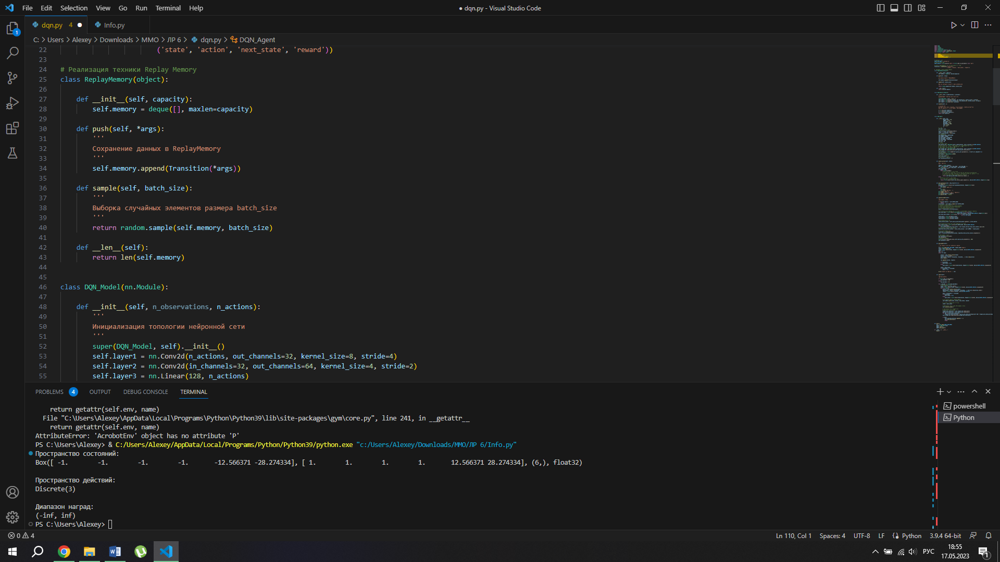 File Edit Selection View Go Run Terminal Help
● dqn.py - Visual Studio Code
dqn.py 4 ●
Info.py
C: > Users > Alexey > Downloads > MMO > ЛР 6 > dqn.py > DQN_Agent
22 ('state', 'action', 'next_state', 'reward'))
23
24 # Реализация техники Replay Memory
25 class ReplayMemory(object):
26
27 def __init__(self, capacity):
28 self.memory = deque([], maxlen=capacity)
29
30 def push(self, *args):
31 '''
32 Сохранение данных в ReplayMemory
33 '''
34 self.memory.append(Transition(*args))
35
36 def sample(self, batch_size):
37 '''
38 Выборка случайных элементов размера batch_size
39 '''
40 return random.sample(self.memory, batch_size)
41
42 def __len__(self):
43 return len(self.memory)
44
45
46 class DQN_Model(nn.Module):
47
48 def __init__(self, n_observations, n_actions):
49 '''
50 Инициализация топологии нейронной сети
51 '''
52 super(DQN_Model, self).__init__()
53 self.layer1 = nn.Conv2d(n_actions, out_channels=32, kernel_size=8, stride=4)
54 self.layer2 = nn.Conv2d(in_channels=32, out_channels=64, kernel_size=4, stride=2)
55 self.layer3 = nn.Linear(128, n_actions)
PROBLEMS 4 OUTPUT DEBUG CONSOLE TERMINAL
return getattr(self.env, name)
File "C:\Users\Alexey\AppData\Local\Programs\Python\Python39\lib\site-packages\gym\core.py", line 241, in __getattr__
return getattr(self.env, name)
AttributeError: 'AcrobotEnv' object has no attribute 'P'
PS C:\Users\Alexey> & C:/Users/Alexey/AppData/Local/Programs/Python/Python39/python.exe "c:/Users/Alexey/Downloads/MMO/ЛР 6/Info.py"
Пространство состояний:
Box([ -1. -1. -1. -1. -12.566371 -28.274334], [ 1. 1. 1. 1. 12.566371 28.274334], (6,), float32)
Пространство действий:
Discrete(3)
Диапазон наград:
(-inf, inf)
PS C:\Users\Alexey>
powershell
Python
0 4
Ln 110, Col 1 Spaces: 4 UTF-8 LF Python 3.9.4 64-bit
РУС
18:55
17.05.2023
1